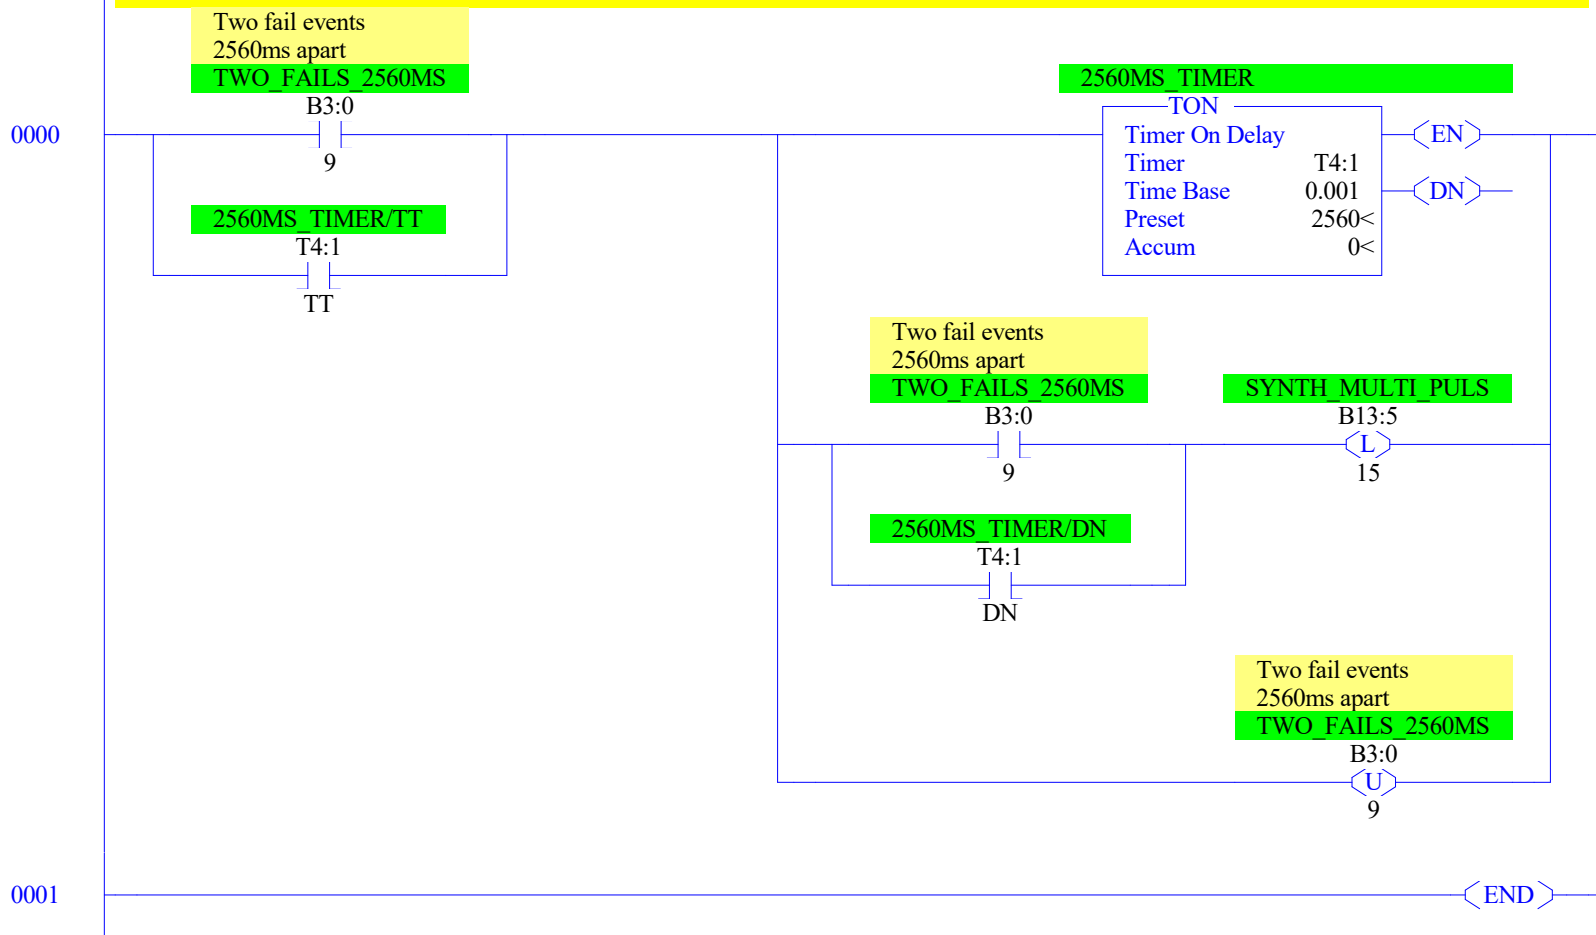 Two fail events
2560ms apart
TWO_FAILS_2560MS
B3:0
9
0000
2560MS_TIMER/TT
T4:1
TT
2560MS_TIMER
TON
Timer On Delay
Timer T4:1
Time Base 0.001
Preset 2560<
Accum 0<
EN
DN
Two fail events
2560ms apart
TWO_FAILS_2560MS
B3:0
9
SYNTH_MULTI_PULS
B13:5
L
15
2560MS_TIMER/DN
T4:1
DN
Two fail events
2560ms apart
TWO_FAILS_2560MS
B3:0
U
9
0001
END